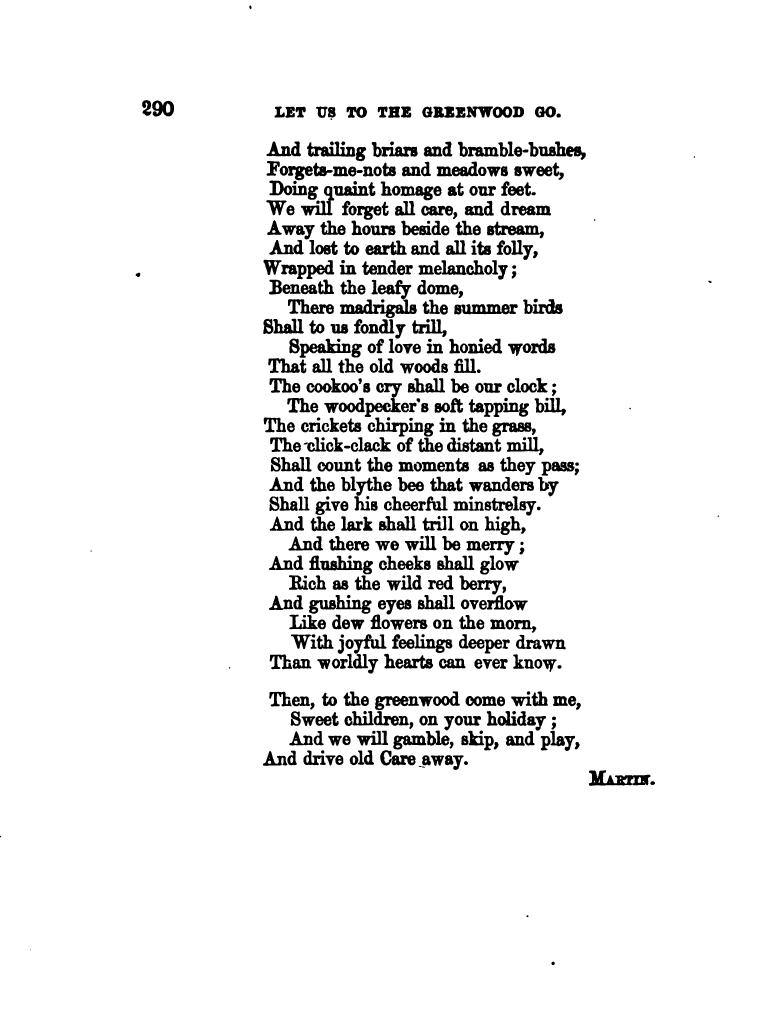 290 LET US TO THE GREENWOOD GO.
And trailing briars and bramble-bushes,
Forgets-me-nots and meadows sweet,
Doing quaint homage at our feet.
We will forget all care, and dream
Away the hours beside the stream,
And lost to earth and all its folly,
Wrapped in tender melancholy;
Beneath the leafy dome,
There madrigals the summer birds
Shall to us fondly trill,
Speaking of love in honied words
That all the old woods fill.
The cookoo's cry shall be our clock;
The woodpecker's soft tapping bill,
The crickets chirping in the grass,
The click-clack of the distant mill,
Shall count the moments as they pass;
And the blythe bee that wanders by
Shall give his cheerful minstrelsy.
And the lark shall trill on high,
And there we will be merry;
And flushing cheeks shall glow
Rich as the wild red berry,
And gushing eyes shall overflow
Like dew flowers on the morn,
With joyful feelings deeper drawn
Than worldly hearts can ever know.
Then, to the greenwood come with me,
Sweet children, on your holiday;
And we will gamble, skip, and play,
And drive old Care away.
MARTIN.